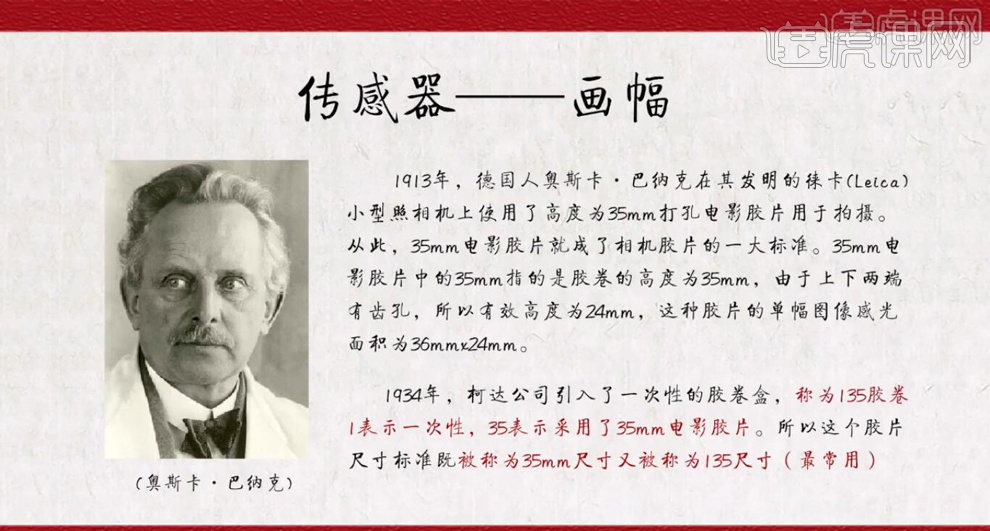 虎课网
传感器——画幅
1913年，德国人奥斯卡·巴纳克在其发明的徕卡(Leica)
小型照相机上使用了高度为35mm打孔电影胶片用于拍摄。
从此，35mm电影胶片就成了相机胶片的一大标准。35mm电
影胶片中的35mm指的是胶卷的高度为35mm，由于上下两端
有齿孔，所以有效高度为24mm，这种胶片的单幅图像感光
面积为36mmx24mm。
1934年，柯达公司引入了一次性的胶卷盒，称为135胶卷
1表示一次性，35表示采用了35mm电影胶片。所以这个胶片
尺寸标准既被称为35mm尺寸又被称为135尺寸（最常用）
(奥斯卡·巴纳克)